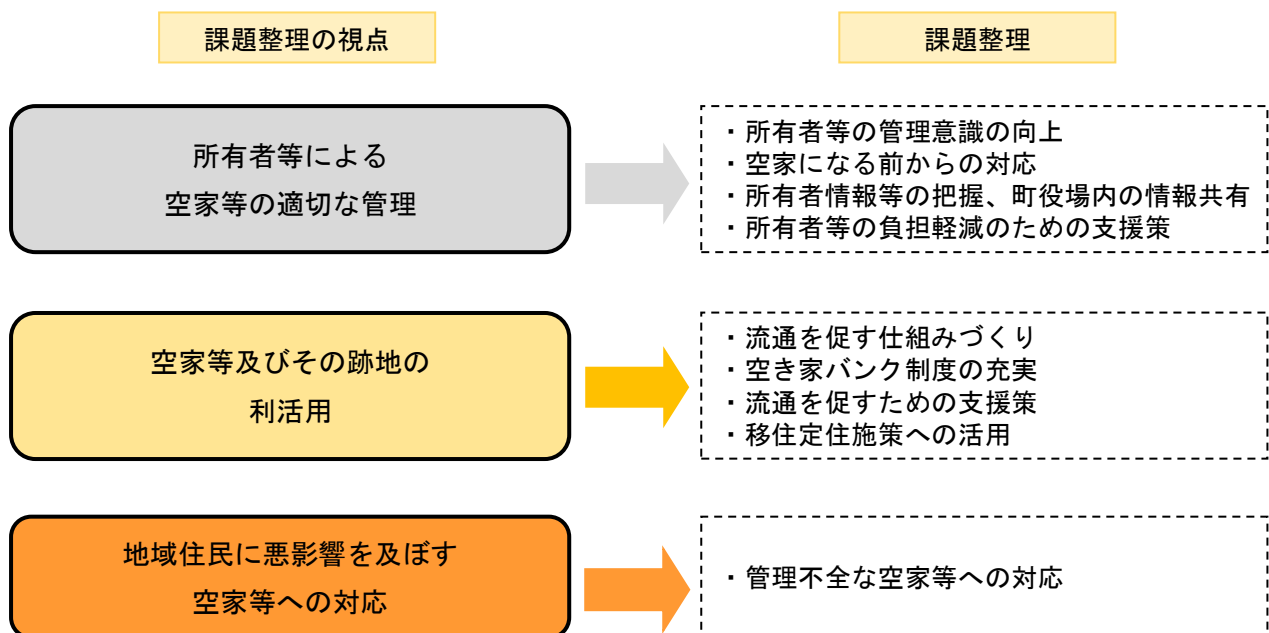 課題整理の視点
課題整理
所有者等による
空家等の適切な管理
・所有者等の管理意識の向上
・空家になる前からの対応
・所有者情報等の把握、町役場内の情報共有
・所有者等の負担軽減のための支援策
空家等及びその跡地の
利活用
・流通を促す仕組みづくり
・空き家バンク制度の充実
・流通を促すための支援策
・移住定住施策への活用
地域住民に悪影響を及ぼす
空家等への対応
・管理不全な空家等への対応